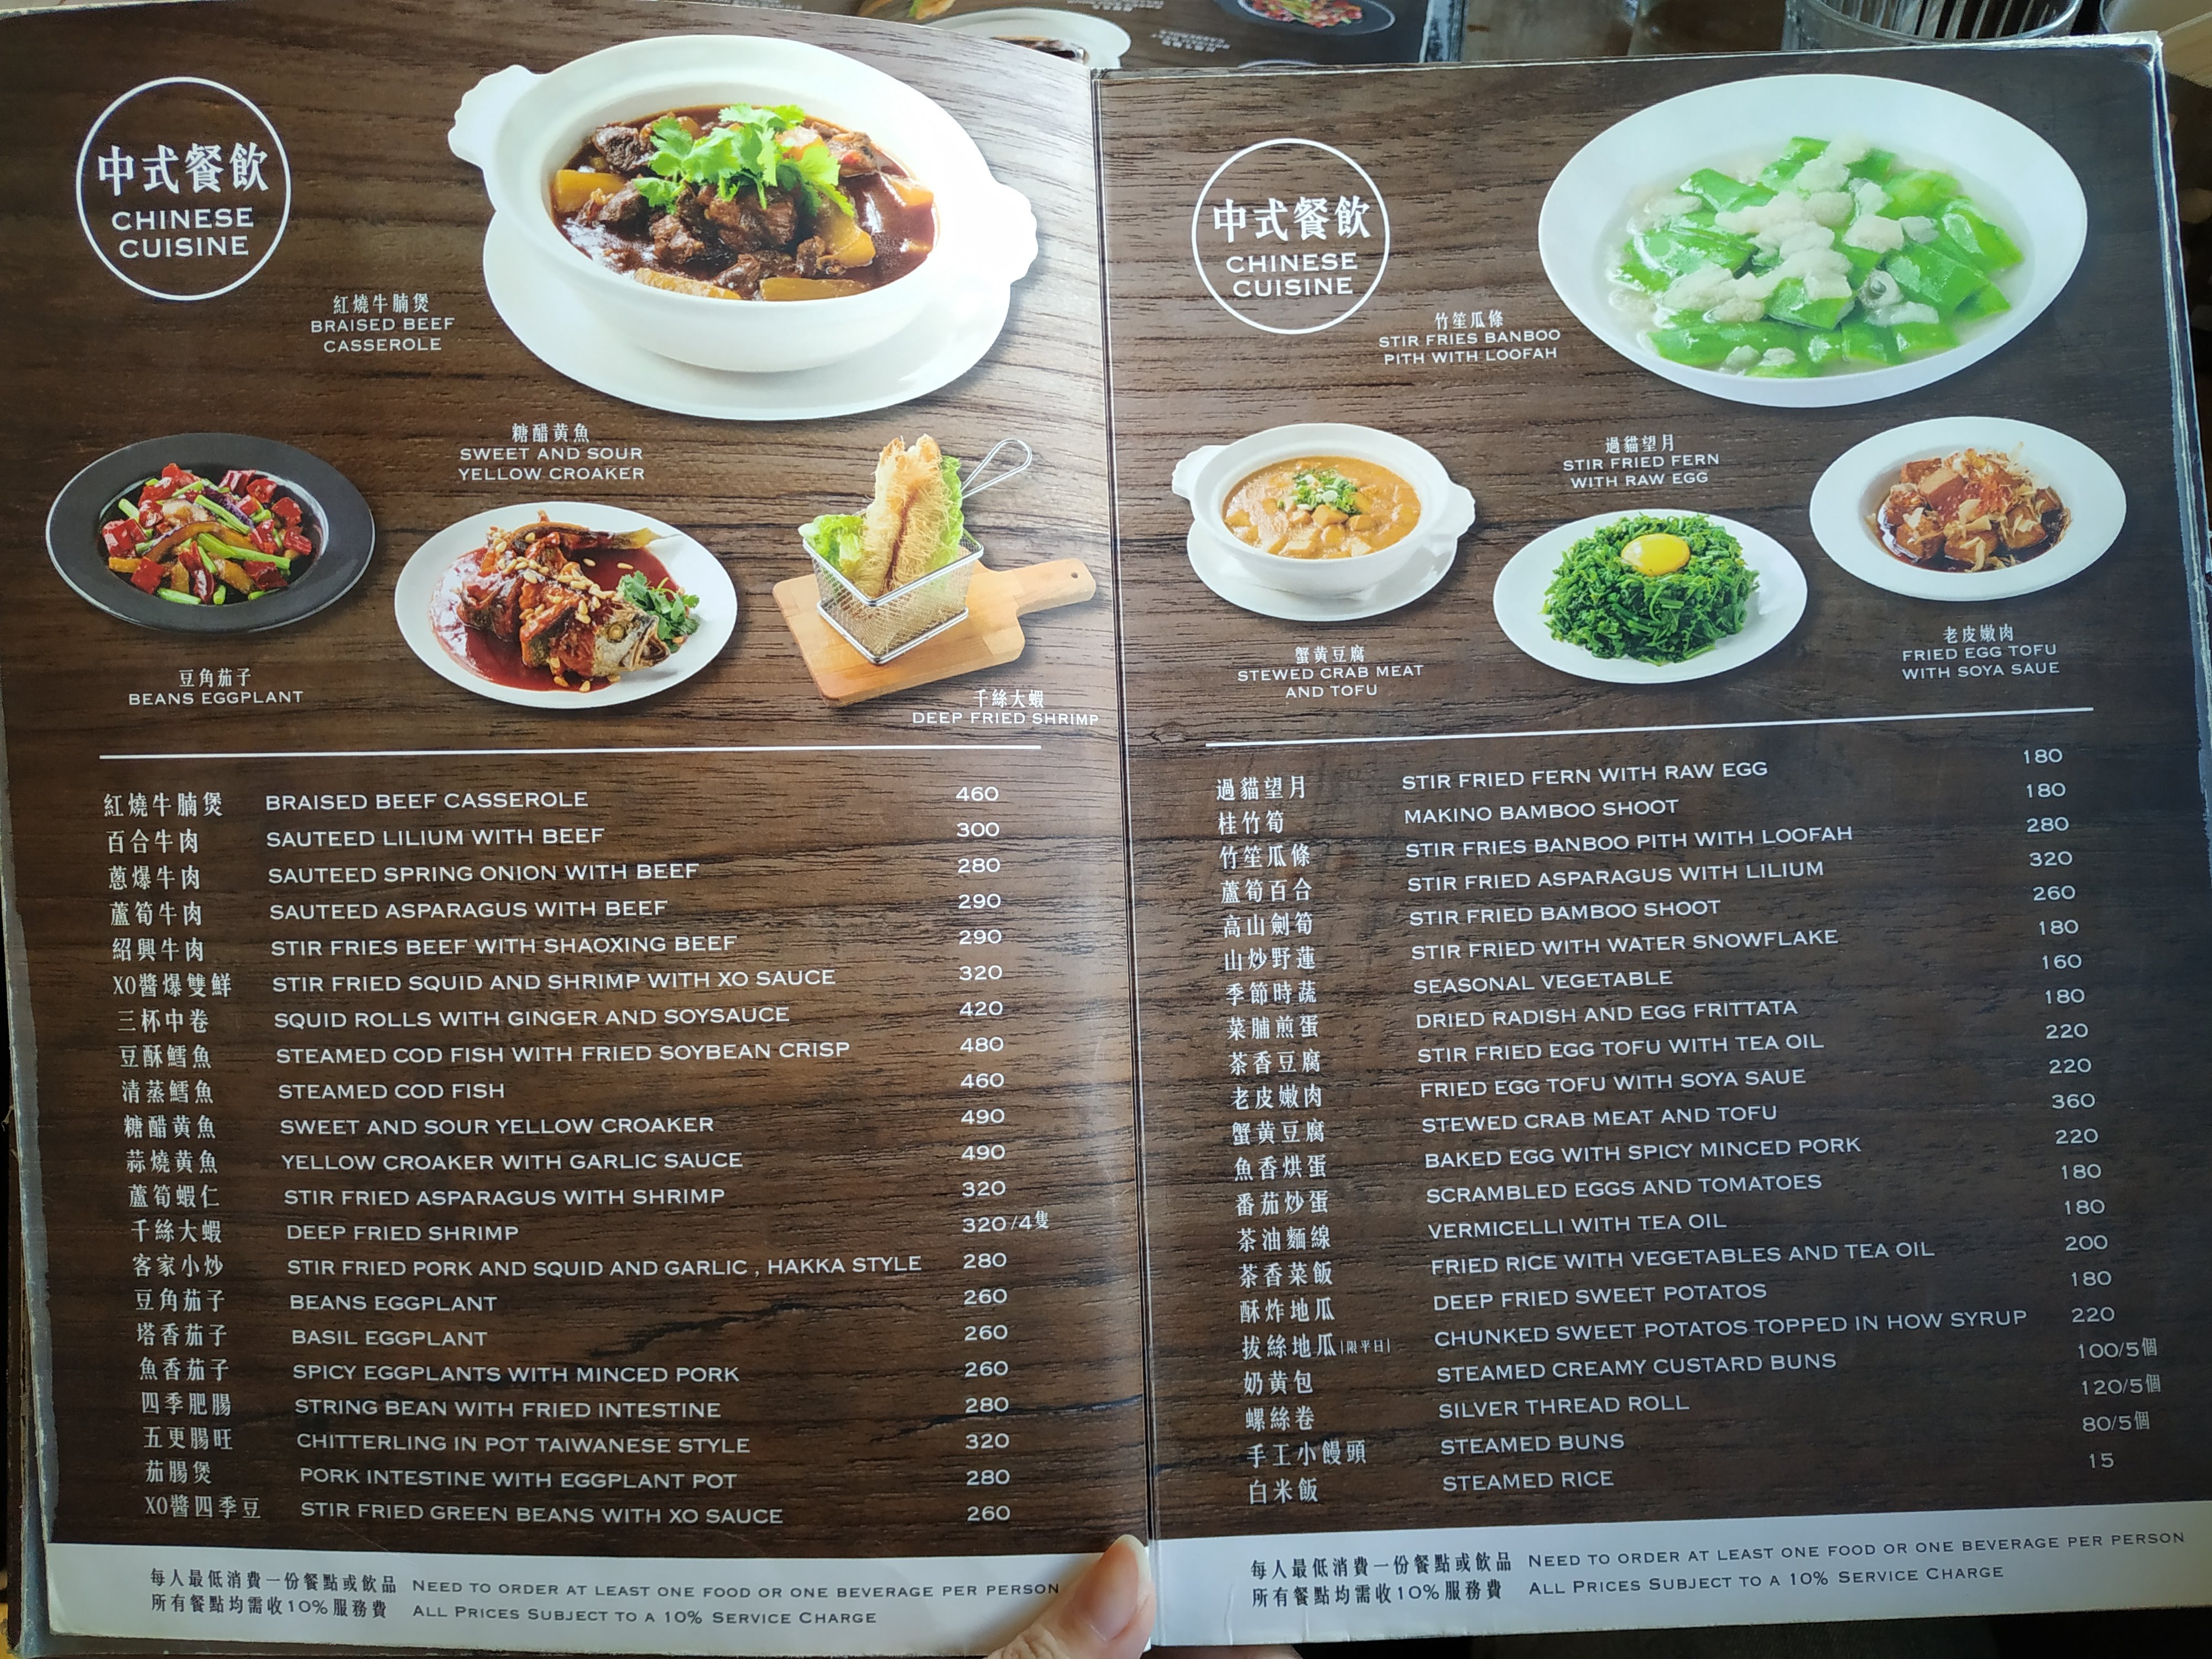 中式餐飲
CHINESE
CUISINE
紅燒牛腩煲
BRAISED BEEF
CASSEROLE
糖醋黄魚
SWEET AND SOUR
YELLOW CROAKER
豆角茄子
BEANS EGGPLANT
千絲大蝦
DEEP FRIED SHRIMP
紅燒牛腩煲 BRAISED BEEF CASSEROLE 460
百合牛肉 SAUTEED LILIUM WITH BEEF 300
蔥爆牛肉 SAUTEED SPRING ONION WITH BEEF 280
蘆筍牛肉 SAUTEED ASPARAGUS WITH BEEF 290
紹興牛肉 STIR FRIES BEEF WITH SHAOXING BEEF 290
XO醬爆雙鮮 STIR FRIED SQUID AND SHRIMP WITH XO SAUCE 320
三杯中卷 SQUID ROLLS WITH GINGER AND SOYSAUCE 420
豆酥鱈魚 STEAMED COD FISH WITH FRIED SOYBEAN CRISP 480
清蒸鱈魚 STEAMED COD FISH 460
糖醋黄魚 SWEET AND SOUR YELLOW CROAKER 490
蒜燒黄魚 YELLOW CROAKER WITH GARLIC SAUCE 490
蘆筍蝦仁 STIR FRIED ASPARAGUS WITH SHRIMP 320
千絲大蝦 DEEP FRIED SHRIMP 320/4隻
客家小炒 STIR FRIED PORK AND SQUID AND GARLIC , HAKKA STYLE 280
豆角茄子 BEANS EGGPLANT 260
塔香茄子 BASIL EGGPLANT 260
魚香茄子 SPICY EGGPLANTS WITH MINCED PORK 260
四季肥腸 STRING BEAN WITH FRIED INTESTINE 280
五更腸旺 CHITTERLING IN POT TAIWANESE STYLE 320
茄腸煲 PORK INTESTINE WITH EGGPLANT POT 280
XO醬四季豆 STIR FRIED GREEN BEANS WITH XO SAUCE 260
每人最低消費一份餐點或飲品 NEED TO ORDER AT LEAST ONE FOOD OR ONE BEVERAGE PER PERSON
所有餐點均需收10%服務費 ALL PRICES SUBJECT TO A 10% SERVICE CHARGE
中式餐飲
CHINESE
CUISINE
竹笙瓜條
STIR FRIES BANBOO
PITH WITH LOOFAH
過貓望月
STIR FRIED FERN
WITH RAW EGG
蟹黄豆腐
STEWED CRAB MEAT
AND TOFU
老皮嫩肉
FRIED EGG TOFU
WITH SOYA SAUE
過貓望月 STIR FRIED FERN WITH RAW EGG 180
桂竹筍 MAKINO BAMBOO SHOOT 180
竹笙瓜條 STIR FRIES BANBOO PITH WITH LOOFAH 280
蘆筍百合 STIR FRIED ASPARAGUS WITH LILIUM 320
高山劍筍 STIR FRIED BAMBOO SHOOT 260
山炒野蓮 STIR FRIED WITH WATER SNOWFLAKE 180
季節時蔬 SEASONAL VEGETABLE 160
菜脯煎蛋 DRIED RADISH AND EGG FRITTATA 180
茶香豆腐 STIR FRIED EGG TOFU WITH TEA OIL 220
老皮嫩肉 FRIED EGG TOFU WITH SOYA SAUE 220
蟹黄豆腐 STEWED CRAB MEAT AND TOFU 360
魚香烘蛋 BAKED EGG WITH SPICY MINCED PORK 220
番茄炒蛋 SCRAMBLED EGGS AND TOMATOES 180
茶油麵線 VERMICELLI WITH TEA OIL 180
茶香菜飯 FRIED RICE WITH VEGETABLES AND TEA OIL 200
酥炸地瓜 DEEP FRIED SWEET POTATOS 180
拔絲地瓜|限平日| CHUNKED SWEET POTATOS TOPPED IN HOW SYRUP 220
奶黄包 STEAMED CREAMY CUSTARD BUNS 100/5個
螺絲卷 SILVER THREAD ROLL 120/5個
手工小饅頭 STEAMED BUNS 80/5個
白米飯 STEAMED RICE 15
每人最低消費一份餐點或飲品 NEED TO ORDER AT LEAST ONE FOOD OR ONE BEVERAGE PER PERSON
所有餐點均需收10%服務費 ALL PRICES SUBJECT TO A 10% SERVICE CHARGE